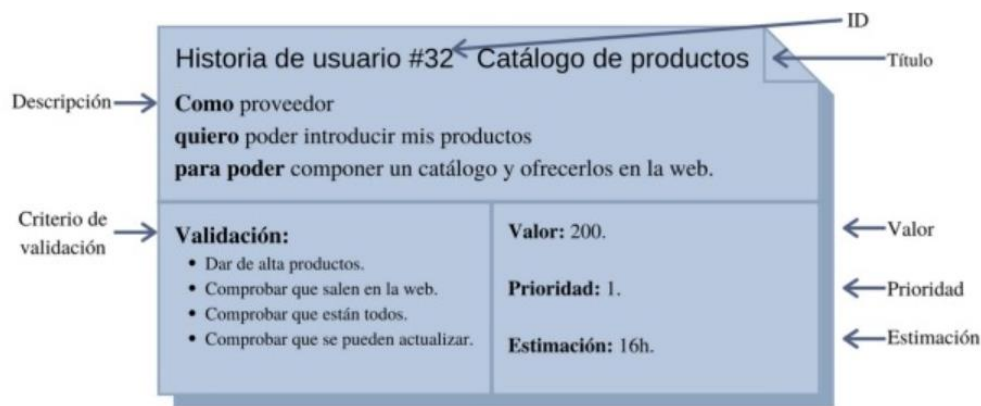 ID
Historia de usuario #32 Catálogo de productos
Título
Descripción
Como proveedor
quiero poder introducir mis productos
para poder componer un catálogo y ofrecerlos en la web.
Criterio de
validación
Validación:
• Dar de alta productos.
• Comprobar que salen en la web.
• Comprobar que están todos.
• Comprobar que se pueden actualizar.
Valor: 200.
Valor
Prioridad: 1.
Prioridad
Estimación: 16h.
Estimación